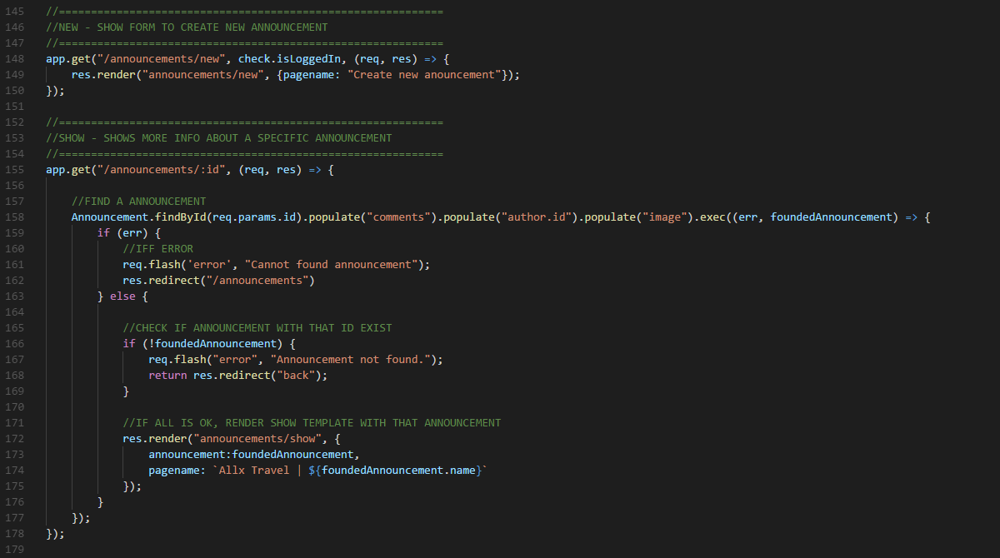 145 //============================================================
146 //NEW - SHOW FORM TO CREATE NEW ANNOUNCEMENT
147 //============================================================
148 app.get("/announcements/new", check.isLoggedIn, (req, res) => {
149     res.render("announcements/new", {pagename: "Create new anouncement"});
150 });
151
152 //============================================================
153 //SHOW - SHOWS MORE INFO ABOUT A SPECIFIC ANNOUNCEMENT
154 //============================================================
155 app.get("/announcements/:id", (req, res) => {
156
157     //FIND A ANNOUNCEMENT
158     Announcement.findById(req.params.id).populate("comments").populate("author.id").populate("image").exec((err, foundedAnnouncement) => {
159         if (err) {
160             //IFF ERROR
161             req.flash('error', "Cannot found announcement");
162             res.redirect("/announcements")
163         } else {
164
165             //CHECK IF ANNOUNCEMENT WITH THAT ID EXIST
166             if (!foundedAnnouncement) {
167                 req.flash("error", "Announcement not found.");
168                 return res.redirect("back");
169             }
170
171             //IF ALL IS OK, RENDER SHOW TEMPLATE WITH THAT ANNOUNCEMENT
172             res.render("announcements/show", {
173                 announcement:foundedAnnouncement,
174                 pagename: `Allx Travel | ${foundedAnnouncement.name}`
175             });
176         }
177     });
178 });
179